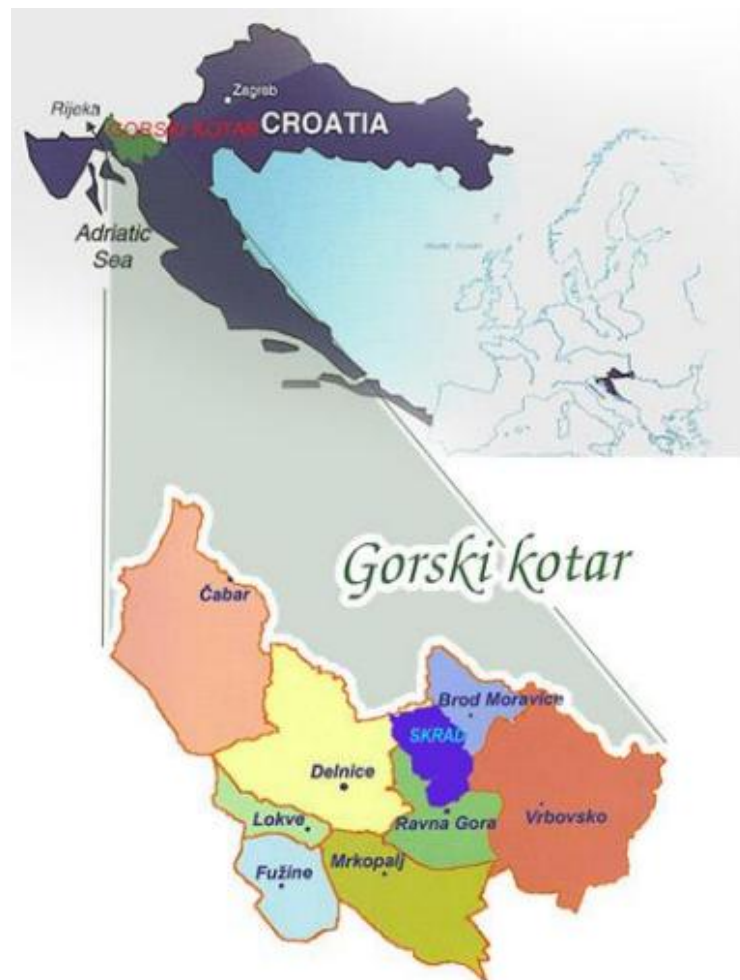 Zagreb
Rijeka
GORSKI KOTAR
CROATIA
Adriatic
Sea
Gorski kotar
Čabar
Brod Moravice
SKRAD
Delnice
Ravna Gora
Vrbovsko
Lokve
Mrkopalj
Fužine